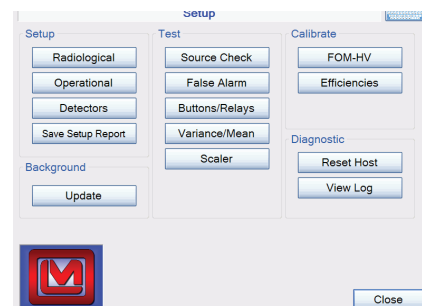 Setup
Setup
Radiological
Operational
Detectors
Save Setup Report
Background
Update
Test
Source Check
False Alarm
Buttons/Relays
Variance/Mean
Scaler
Calibrate
FOM-HV
Efficiencies
Diagnostic
Reset Host
View Log
LM
Close